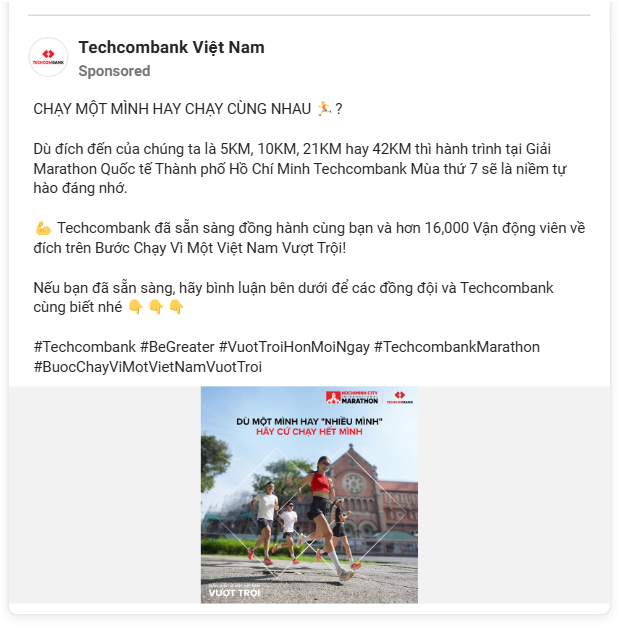 Techcombank Việt Nam
TECHCOMBANK
Sponsored
CHẠY MỘT MÌNH HAY CHẠY CÙNG NHAU 🏃 ?
Dù đích đến của chúng ta là 5KM, 10KM, 21KM hay 42KM thì hành trình tại Giải
Marathon Quốc tế Thành phố Hồ Chí Minh Techcombank Mùa thứ 7 sẽ là niềm tự
hào đáng nhớ.
💪 Techcombank đã sẵn sàng đồng hành cùng bạn và hơn 16,000 Vận động viên về
đích trên Bước Chạy Vì Một Việt Nam Vượt Trội!
Nếu bạn đã sẵn sàng, hãy bình luận bên dưới để các đồng đội và Techcombank
cùng biết nhé 👇 👇 👇
#Techcombank #BeGreater #VuotTroiHonMoiNgay #TechcombankMarathon
#BuocChayViMotVietNamVuotTroi
HOCHIMINH CITY
MARATHON
TECHCOMBANK
DÙ MỘT MÌNH HAY "NHIỀU MÌNH"
HÃY CỨ CHẠY HẾT MÌNH
VƯỢT TRỘI